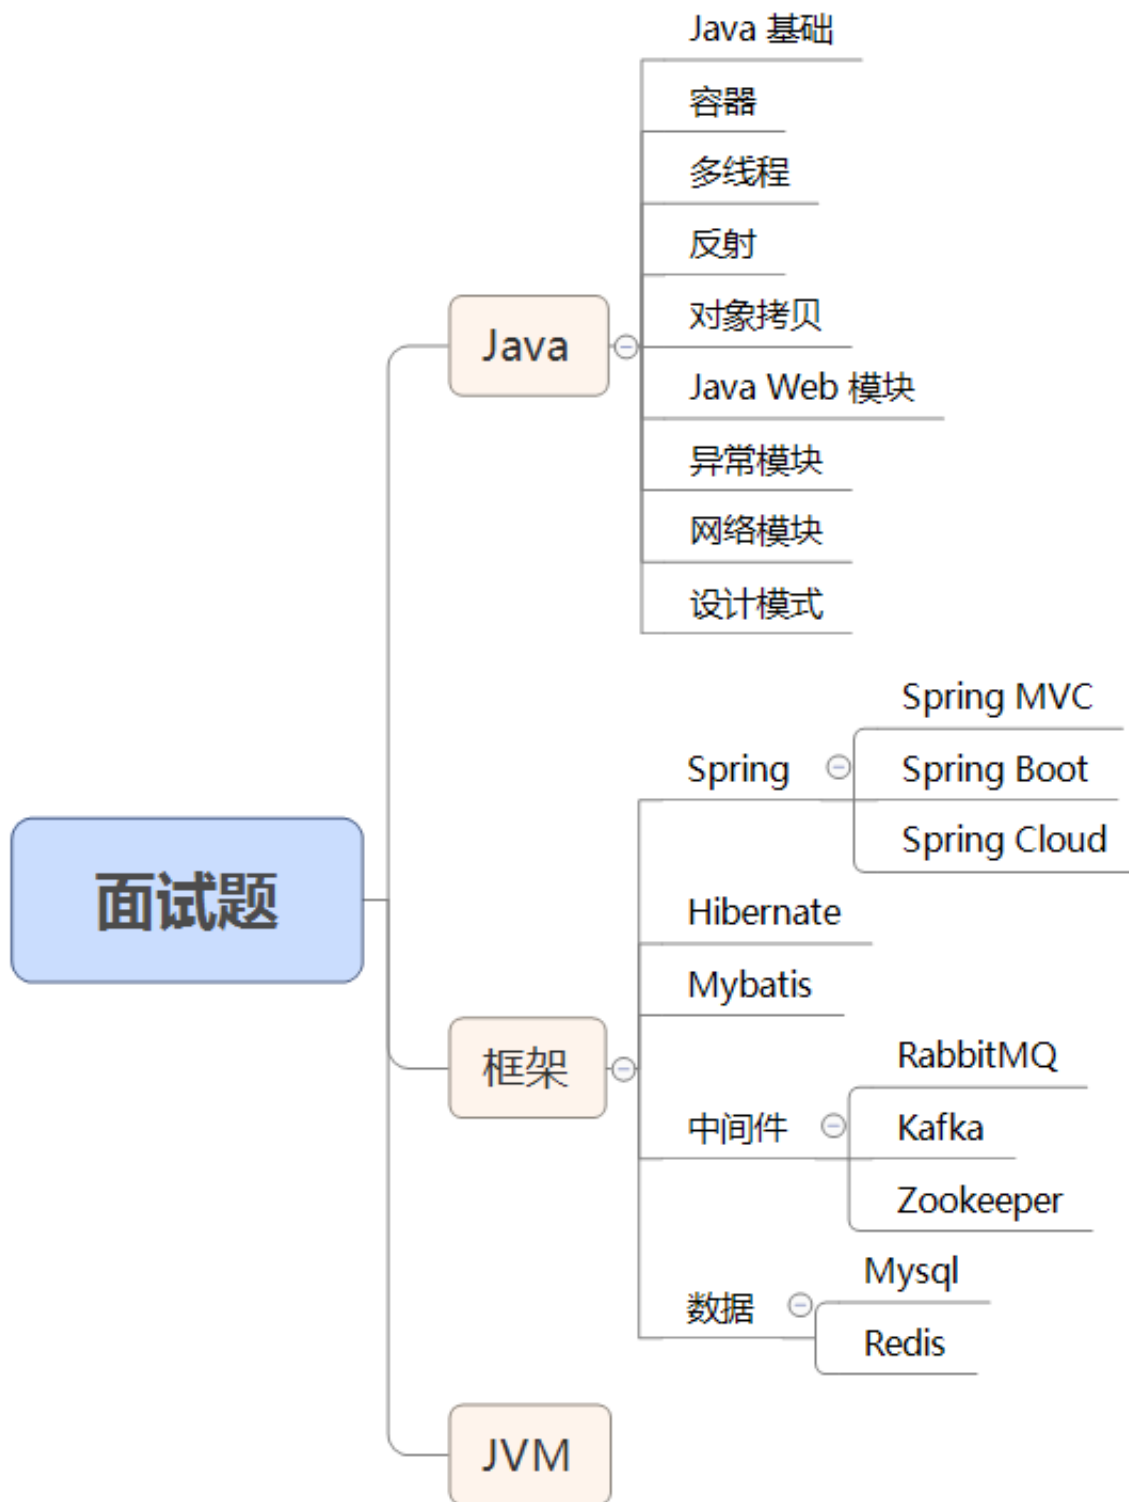 Java 基础
容器
多线程
反射
对象拷贝
Java Web 模块
异常模块
网络模块
设计模式
Java
Spring MVC
Spring Boot
Spring Cloud
Spring
Hibernate
Mybatis
RabbitMQ
Kafka
Zookeeper
中间件
Mysql
Redis
数据
框架
面试题
JVM